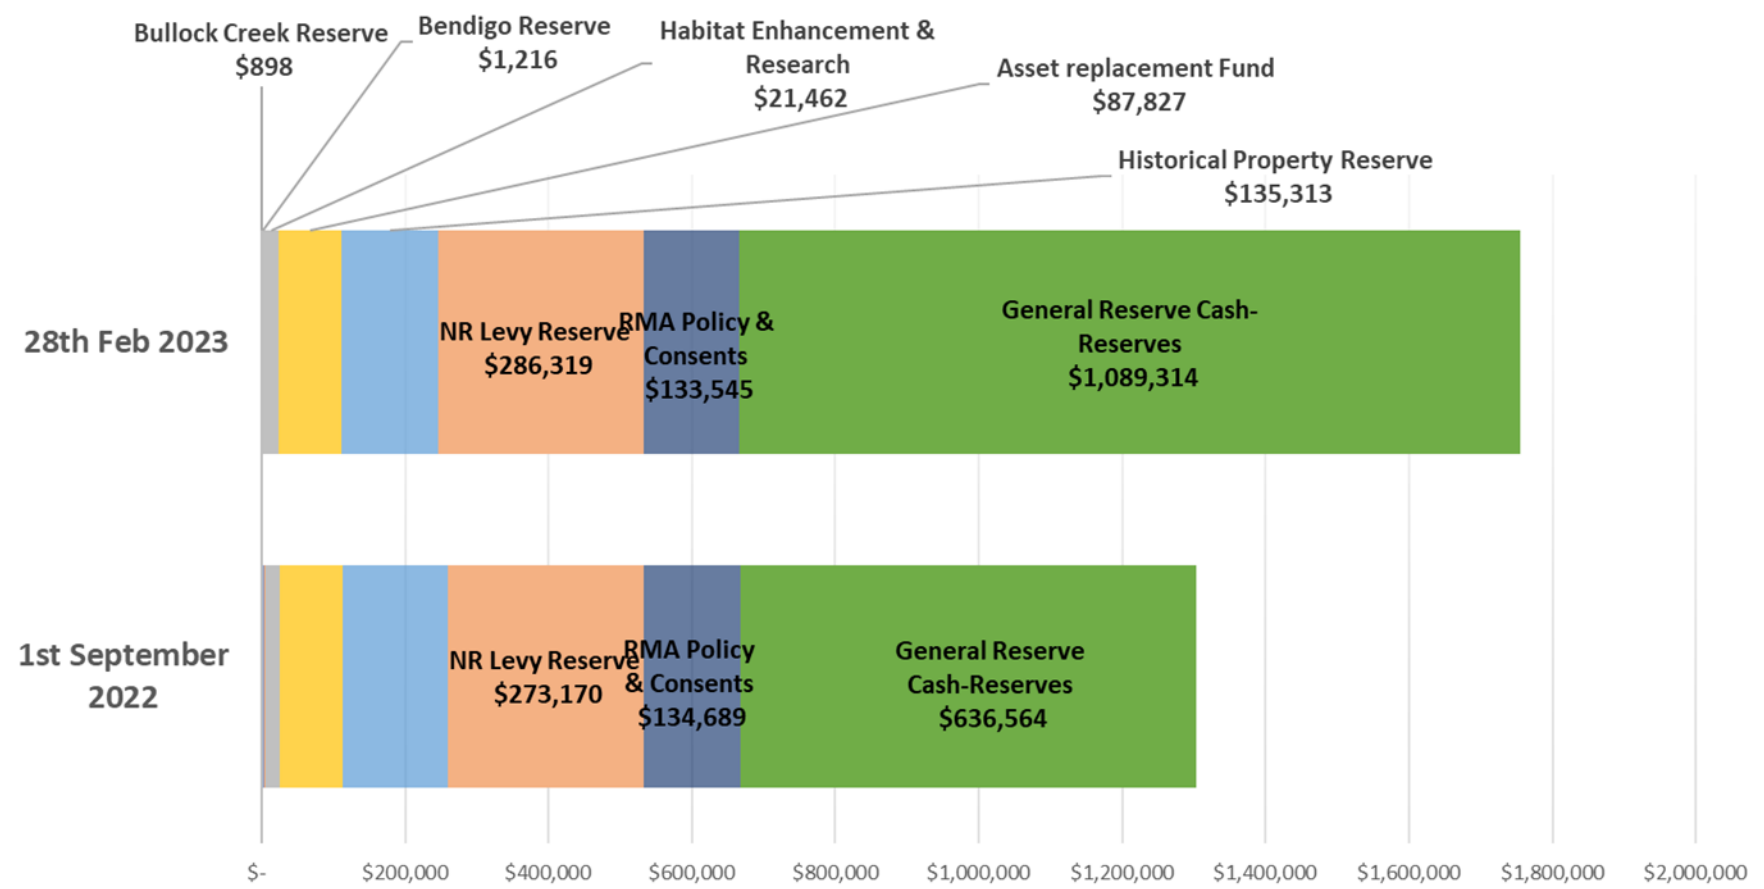 Bullock Creek Reserve
$898
Bendigo Reserve
$1,216
Habitat Enhancement &
Research
$21,462
Asset replacement Fund
$87,827
Historical Property Reserve
$135,313
28th Feb 2023
NR Levy Reserve
$286,319
RMA Policy &
Consents
$133,545
General Reserve Cash-
Reserves
$1,089,314
1st September
2022
NR Levy Reserve
$273,170
RMA Policy
& Consents
$134,689
General Reserve
Cash-Reserves
$636,564
$- $200,000 $400,000 $600,000 $800,000 $1,000,000 $1,200,000 $1,400,000 $1,600,000 $1,800,000 $2,000,000